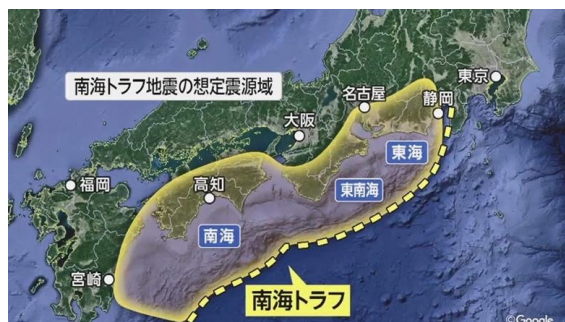 南海トラフ地震の想定震源域
東京
名古屋
静岡
大阪
東海
福岡
高知
東南海
南海
宮崎
南海トラフ
©Google